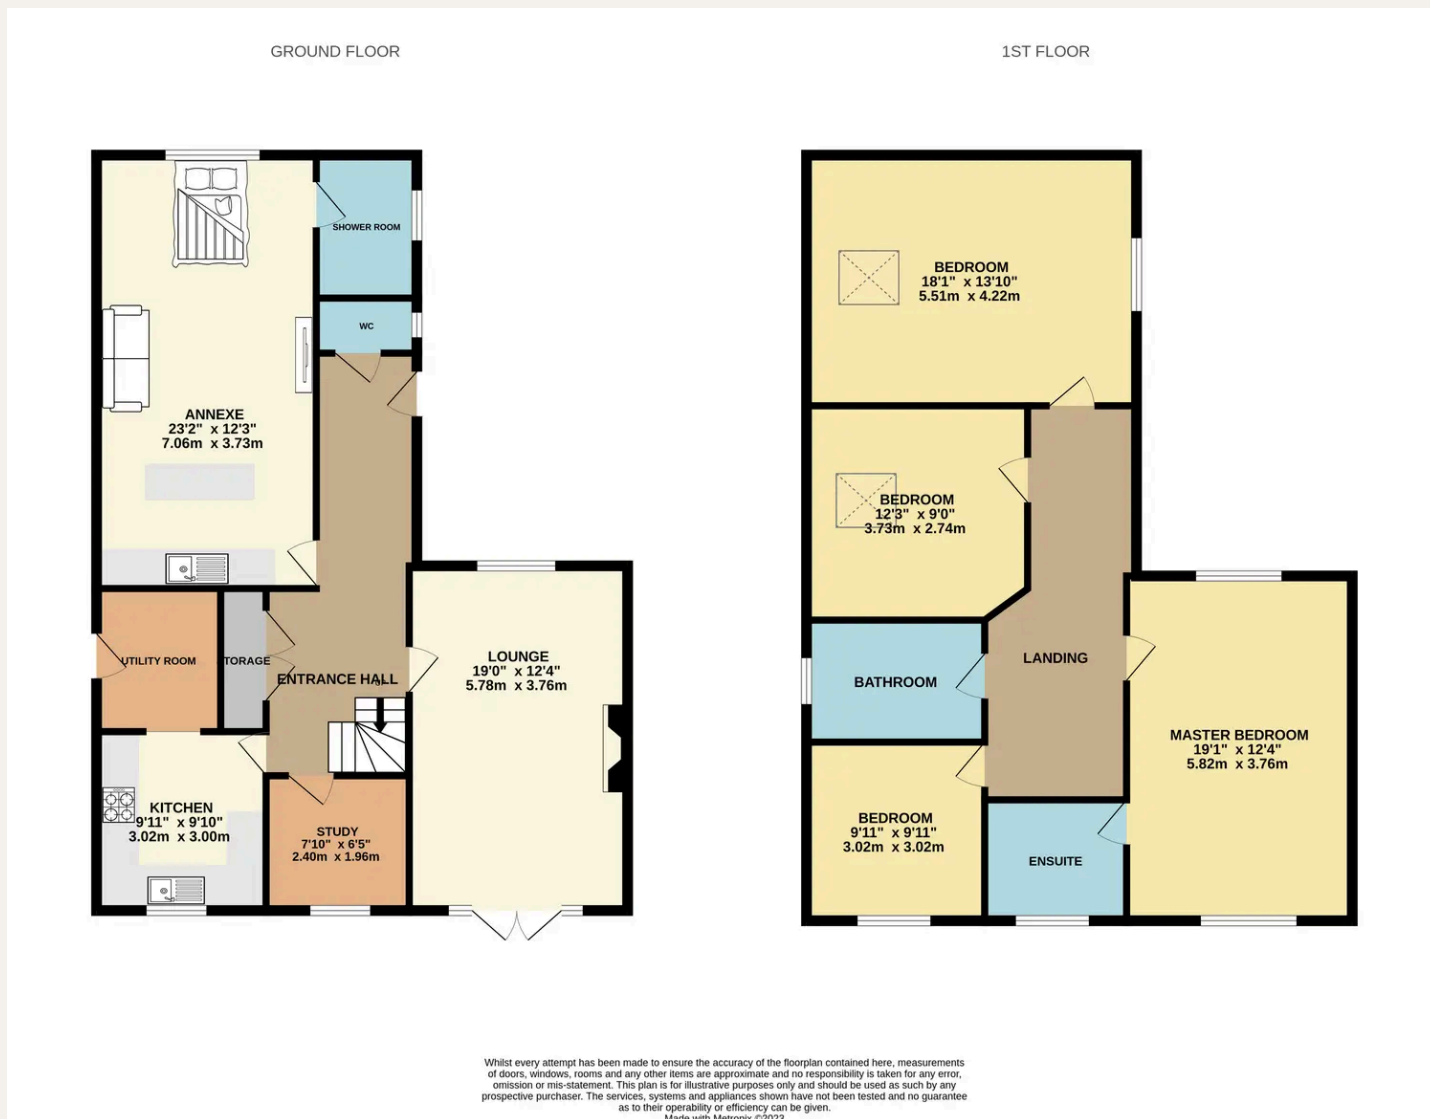 GROUND FLOOR
SHOWER ROOM
WC
ANNEXE
23'2" x 12'3"
7.06m x 3.73m
UTILITY ROOM
TORAGE
ENTRANCE HALL
LOUNGE
19'0" x 12'4"
5.78m x 3.76m
KITCHEN
9'11" x 9'10"
3.02m x 3.00m
STUDY
7'10" x 6'5"
2.40m x 1.96m
1ST FLOOR
BEDROOM
18'1" x 13'10"
5.51m x 4.22m
BEDROOM
12'3" x 9'0"
3.73m x 2.74m
LANDING
BATHROOM
MASTER BEDROOM
19'1" x 12'4"
5.82m x 3.76m
BEDROOM
9'11" x 9'11"
3.02m x 3.02m
ENSUITE
Whilst every attempt has been made to ensure the accuracy of the floorplan contained here, measurements
of doors, windows, rooms and any other items are approximate and no responsibility is taken for any error,
omission or mis-statement. This plan is for illustrative purposes only and should be used as such by any
prospective purchaser. The services, systems and appliances shown have not been tested and no guarantee
as to their operability or efficiency can be given.
Made with Metropix ©2023